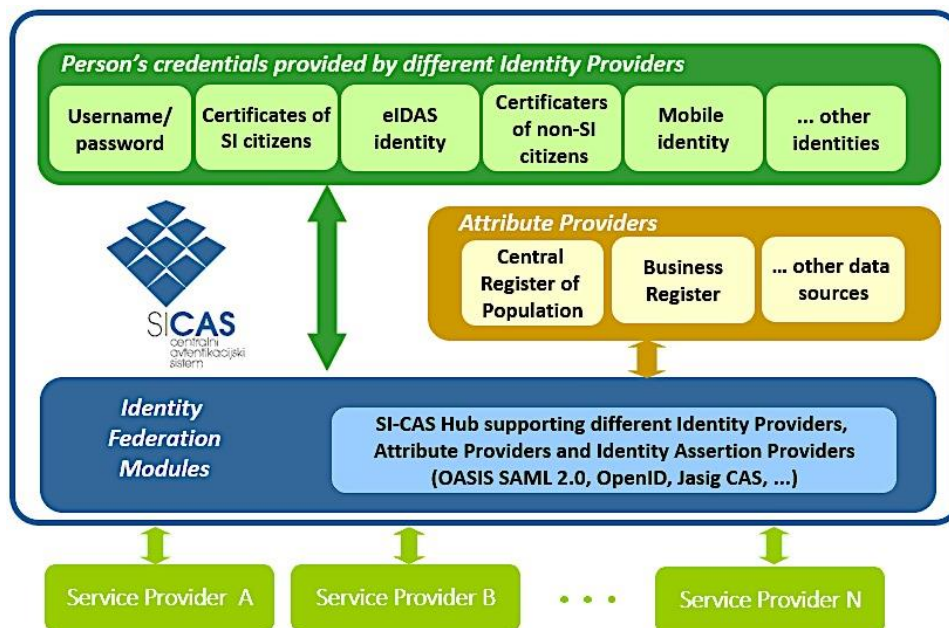 Person's credentials provided by different Identity Providers
Username/
password
Certificates of
SI citizens
eIDAS
identity
Certificaters
of non-SI
citizens
Mobile
identity
... other
identities
SICAS
centralni
avtentikacijski
sistem
Attribute Providers
Central
Register of
Population
Business
Register
... other data
sources
Identity
Federation
Modules
SI-CAS Hub supporting different Identity Providers,
Attribute Providers and Identity Assertion Providers
(OASIS SAML 2.0, OpenID, Jasig CAS, ...)
Service Provider A
Service Provider B
• • •
Service Provider N